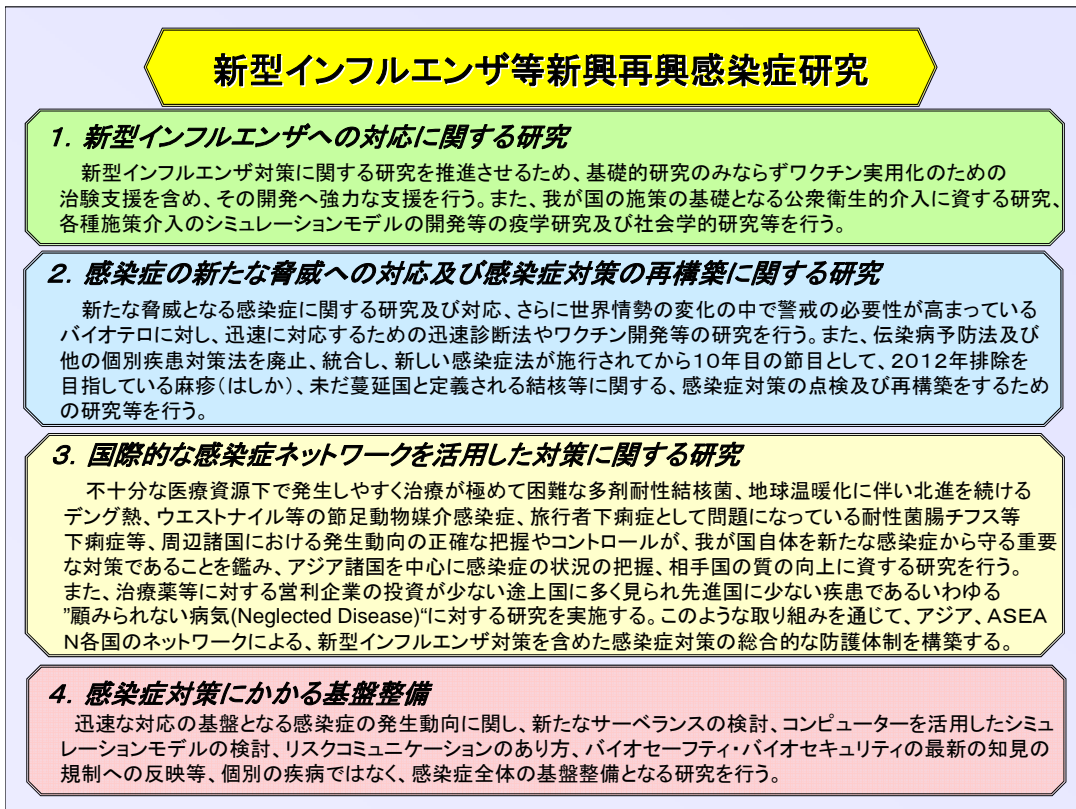 新型インフルエンザ等新興再興感染症研究
1．新型インフルエンザへの対応に関する研究
新型インフルエンザ対策に関する研究を推進させるため、基礎的研究のみならずワクチン実用化のための
治験支援を含め、その開発へ強力な支援を行う。また、我が国の施策の基礎となる公衆衛生的介入に資する研究、
各種施策介入のシミュレーションモデルの開発等の疫学研究及び社会学的研究等を行う。
2．感染症の新たな脅威への対応及び感染症対策の再構築に関する研究
新たな脅威となる感染症に関する研究及び対応、さらに世界情勢の変化の中で警戒の必要性が高まっている
バイオテロに対し、迅速に対応するための迅速診断法やワクチン開発等の研究を行う。また、伝染病予防法及び
他の個別疾患対策法を廃止、統合し、新しい感染症法が施行されてから１０年目の節目として、２０１２年排除を
目指している麻疹（はしか）、未だ蔓延国と定義される結核等に関する、感染症対策の点検及び再構築をするため
の研究等を行う。
3．国際的な感染症ネットワークを活用した対策に関する研究
不十分な医療資源下で発生しやすく治療が極めて困難な多剤耐性結核菌、地球温暖化に伴い北進を続ける
デング熱、ウエストナイル等の節足動物媒介感染症、旅行者下痢症として問題になっている耐性菌腸チフス等
下痢症等、周辺諸国における発生動向の正確な把握やコントロールが、我が国自体を新たな感染症から守る重要
な対策であることを鑑み、アジア諸国を中心に感染症の状況の把握、相手国の質の向上に資する研究を行う。
また、治療薬等に対する営利企業の投資が少ない途上国に多く見られ先進国に少ない疾患であるいわゆる
”顧みられない病気(Neglected Disease)“に対する研究を実施する。このような取り組みを通じて、アジア、ＡＳＥＡ
Ｎ各国のネットワークによる、新型インフルエンザ対策を含めた感染症対策の総合的な防護体制を構築する。
4．感染症対策にかかる基盤整備
迅速な対応の基盤となる感染症の発生動向に関し、新たなサーベランスの検討、コンピューターを活用したシミュ
レーションモデルの検討、リスクコミュニケーションのあり方、バイオセーフティ・バイオセキュリティの最新の知見の
規制への反映等、個別の疾病ではなく、感染症全体の基盤整備となる研究を行う。